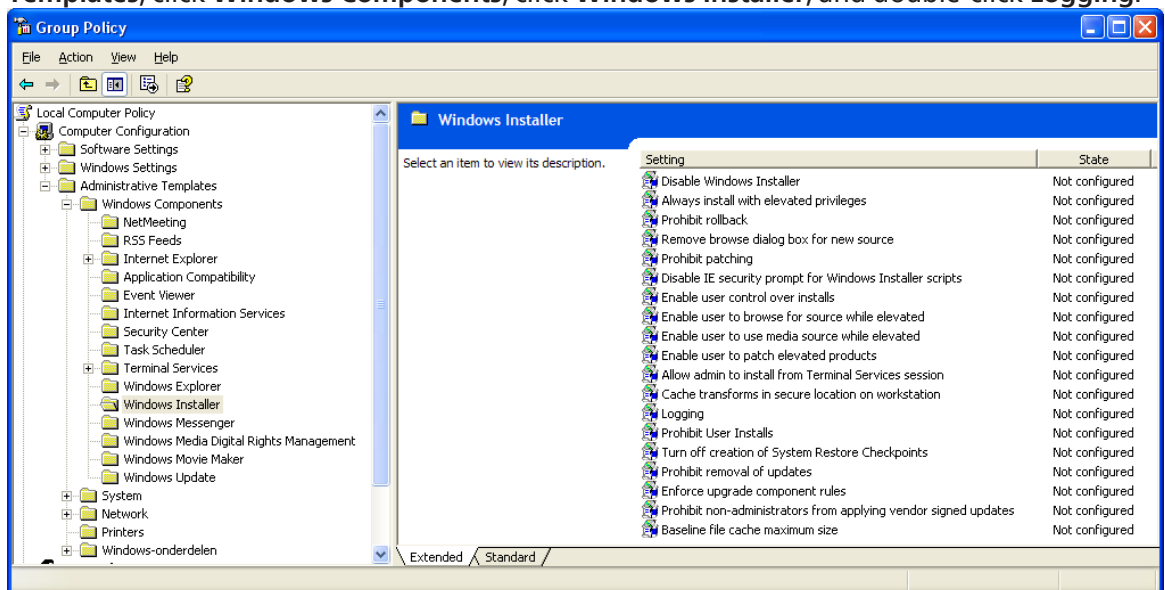 Templates, click Windows Components, click Windows Installer, and double-click Logging.
Group Policy
File Action View Help
Local Computer Policy
Computer Configuration
Software Settings
Windows Settings
Administrative Templates
Windows Components
NetMeeting
RSS Feeds
Internet Explorer
Application Compatibility
Event Viewer
Internet Information Services
Security Center
Task Scheduler
Terminal Services
Windows Explorer
Windows Installer
Windows Messenger
Windows Media Digital Rights Management
Windows Movie Maker
Windows Update
System
Network
Printers
Windows-onderdelen
Windows Installer
Select an item to view its description.
Setting State
Disable Windows Installer Not configured
Always install with elevated privileges Not configured
Prohibit rollback Not configured
Remove browse dialog box for new source Not configured
Prohibit patching Not configured
Disable IE security prompt for Windows Installer scripts Not configured
Enable user control over installs Not configured
Enable user to browse for source while elevated Not configured
Enable user to use media source while elevated Not configured
Enable user to patch elevated products Not configured
Allow admin to install from Terminal Services session Not configured
Cache transforms in secure location on workstation Not configured
Logging Not configured
Prohibit User Installs Not configured
Turn off creation of System Restore Checkpoints Not configured
Prohibit removal of updates Not configured
Enforce upgrade component rules Not configured
Prohibit non-administrators from applying vendor signed updates Not configured
Baseline file cache maximum size Not configured
Extended Standard